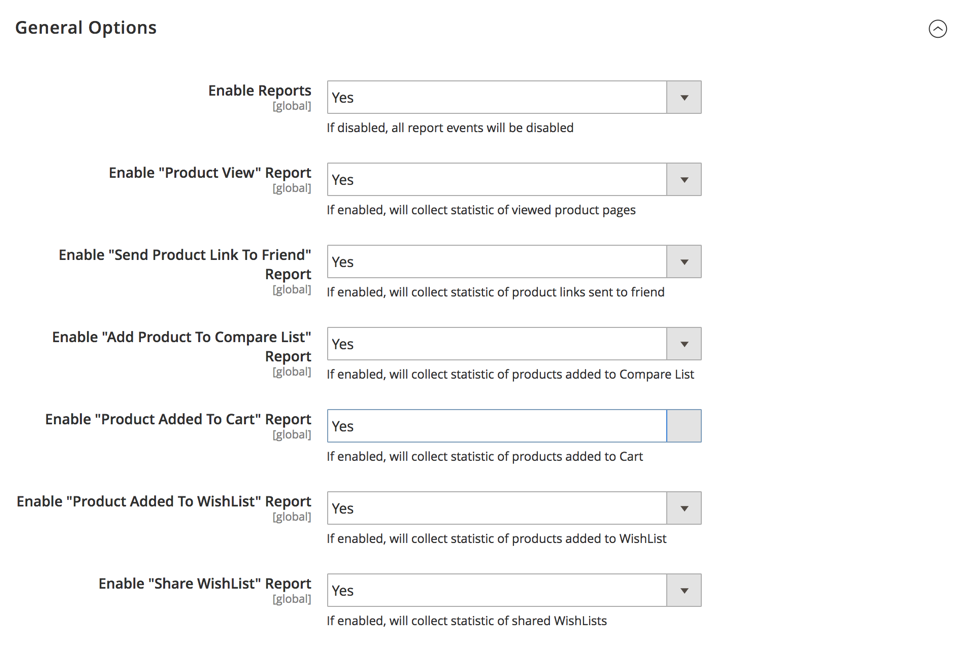 General Options
Enable Reports
[global]
Yes
If disabled, all report events will be disabled
Enable "Product View" Report
[global]
Yes
If enabled, will collect statistic of viewed product pages
Enable "Send Product Link To Friend"
Report
[global]
Yes
If enabled, will collect statistic of product links sent to friend
Enable "Add Product To Compare List"
Report
[global]
Yes
If enabled, will collect statistic of products added to Compare List
Enable "Product Added To Cart" Report
[global]
Yes
If enabled, will collect statistic of products added to Cart
Enable "Product Added To WishList" Report
[global]
Yes
If enabled, will collect statistic of products added to WishList
Enable "Share WishList" Report
[global]
Yes
If enabled, will collect statistic of shared WishLists